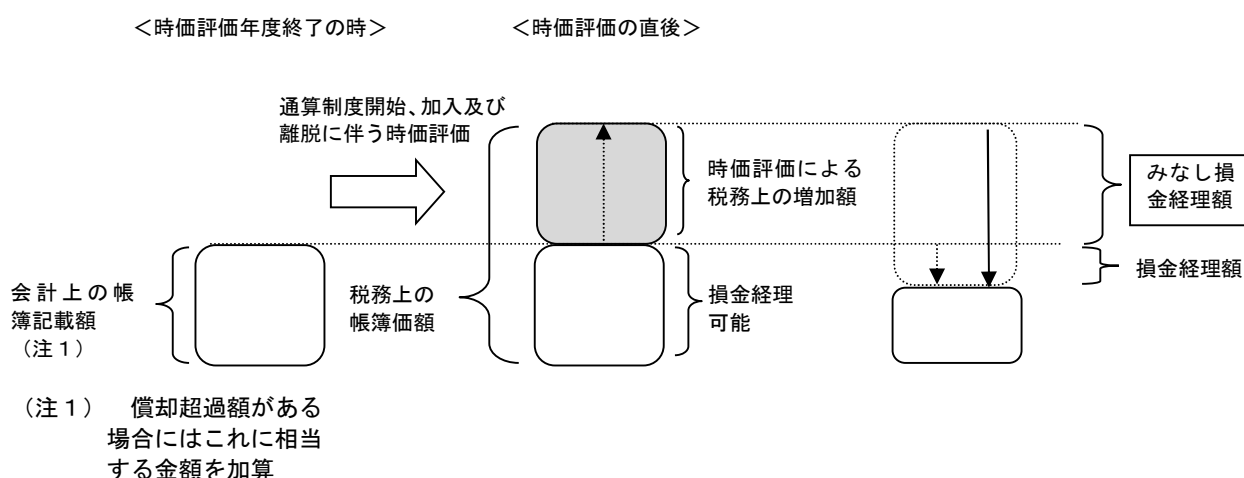 ＜時価評価年度終了の時＞
＜時価評価の直後＞
通算制度開始、加入及び
離脱に伴う時価評価
時価評価による
税務上の増加額
みなし損
金経理額
会計上の帳
簿記載額
（注１）
税務上の
帳簿価額
損金経理
可能
損金経理額
（注１）　償却超過額がある
場合にはこれに相当
する金額を加算